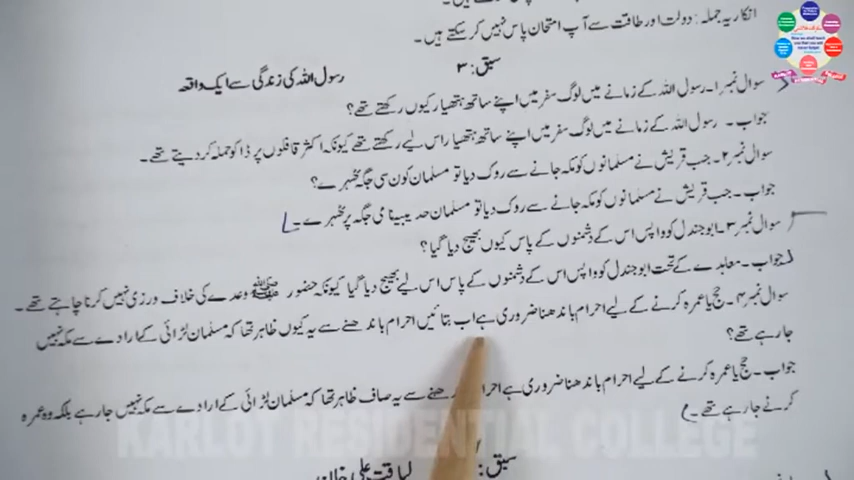 انکاریہ جملہ: دولت اور طاقت سے آپ امتحان پاس نہیں کر سکتے ہیں۔
سبق: ۳
رسول اللہ کی زندگی سے ایک واقعہ
سوال نمبر ۱۔ رسول اللہ کے زمانے میں لوگ سفر میں اپنے ساتھ ہتھیار کیوں رکھتے تھے؟
جواب۔ رسول اللہ کے زمانے میں لوگ سفر میں اپنے ساتھ ہتھیار اس لیے رکھتے تھے کیونکہ اکثر قافلوں پر ڈاکو حملہ کر دیتے تھے۔
سوال نمبر ۲۔ جب قریش نے مسلمانوں کو مکہ جانے سے روک دیا تو مسلمان کون سی جگہ ٹھہرے؟
جواب۔ جب قریش نے مسلمانوں کو مکہ جانے سے روک دیا تو مسلمان حدیبیہ نامی جگہ پر ٹھہرے۔
سوال نمبر ۳۔ ابو جندل کو واپس اس کے دشمنوں کے پاس کیوں بھیج دیا گیا؟
جواب۔ معاہدے کے تحت ابو جندل کو واپس اس کے دشمنوں کے پاس اس لیے بھیج دیا گیا کیونکہ حضور ﷺ وعدے کی خلاف ورزی نہیں کرنا چاہتے تھے۔
سوال نمبر ۴۔ حج یا عمرہ کرنے کے لیے احرام باندھنا ضروری ہے اب بتائیں احرام باندھنے سے یہ کیوں ظاہر تھا کہ مسلمان لڑائی کے ارادے سے مکہ نہیں
جا رہے تھے؟
جواب۔ حج یا عمرہ کرنے کے لیے احرام باندھنا ضروری ہے احرا دھنے سے یہ صاف ظاہر تھا کہ مسلمان لڑائی کے ارادے سے مکہ نہیں جا رہے بلکہ وہ عمرہ
کرنے جا رہے تھے۔
KARLOT RESIDENTIAL COLLEGE
سبق:
لیاقت علی خان